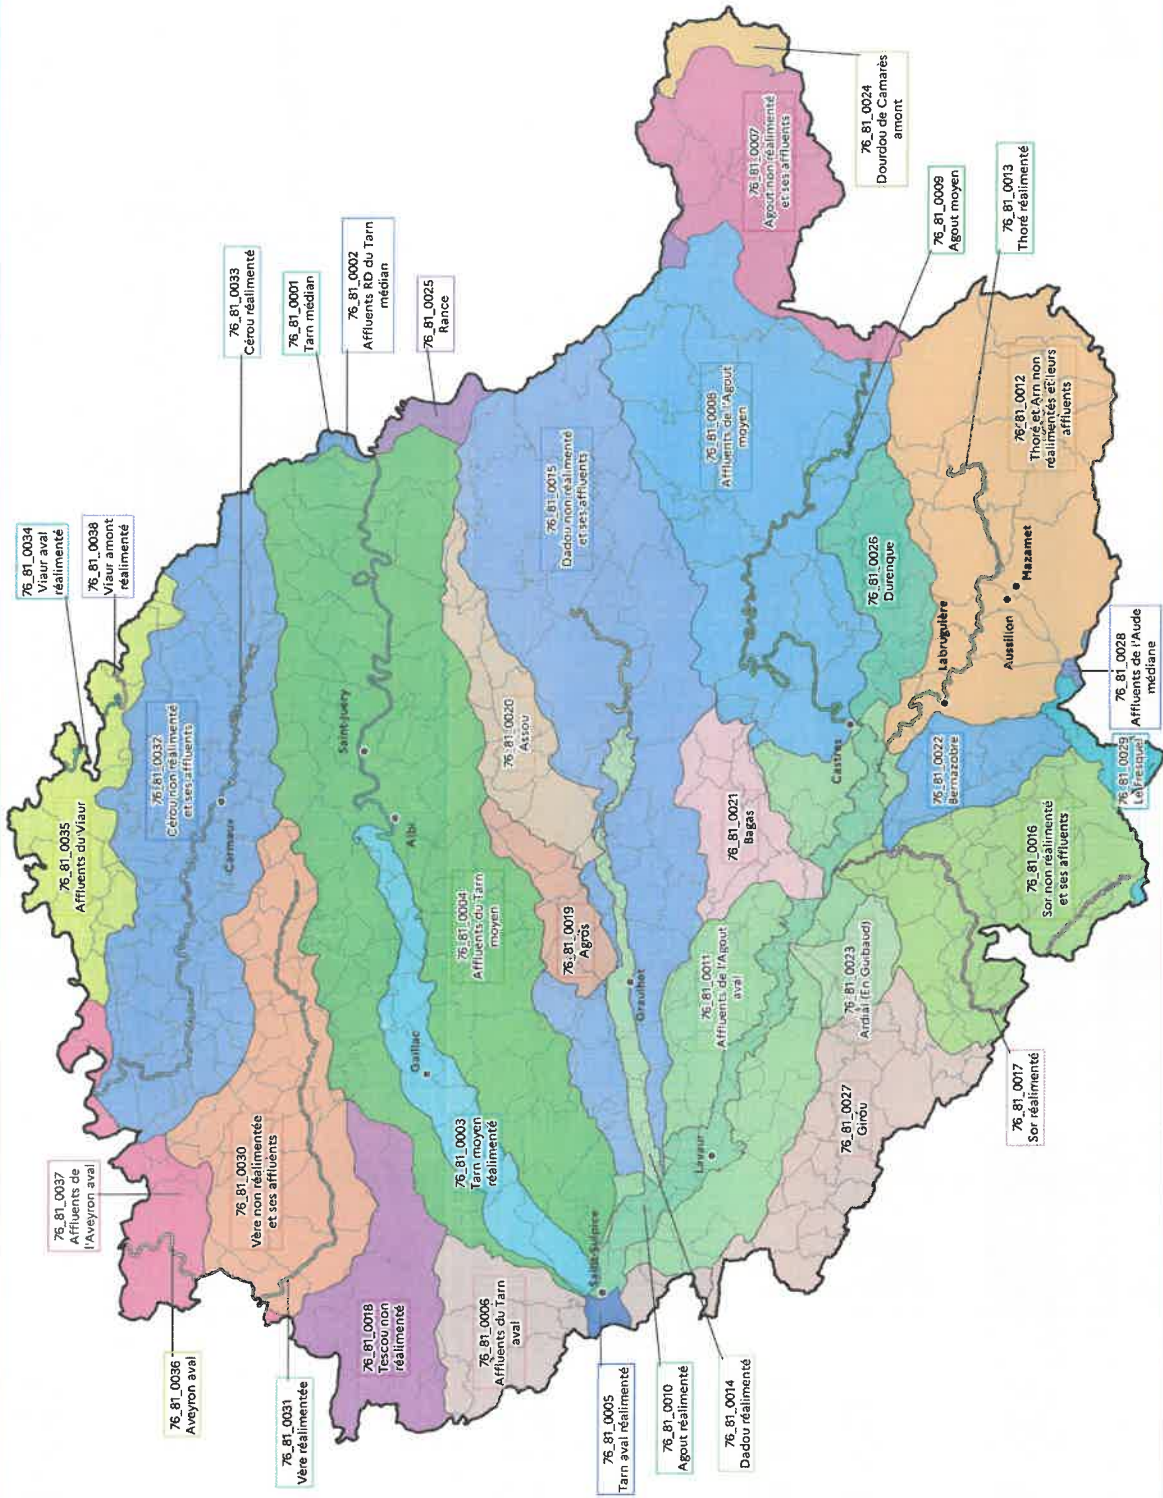 76_81_0034
Viaur aval
réalimenté
76_81_0035
Affluents du Viaur
76_81_0037
Affluents de
l'Aveyron aval
76_81_0038
Viaur amont
réalimenté
76_81_0032
Cérou non réalimenté
et ses affluents
76_81_0036
Aveyron aval
Carmaux
76_81_0033
Cérou réalimenté
76_81_0030
Vère non réalimentée
et ses affluents
76_81_0031
Vère réalimentée
76_81_0001
Tarn médian
76_81_0002
Affluents RD du Tarn
médian
Saint-Juéry
76_81_0018
Tescou non
réalimenté
Albi
Gaillac
76_81_0025
Rance
76_81_0003
Tarn moyen
réalimenté
76_81_0004
Affluents du Tarn
moyen
76_81_0006
Affluents du Tarn
aval
76_81_0020
Assou
76_81_0015
Dadou non réalimenté
et ses affluents
76_81_0019
Agros
Saint-Sulpice
76_81_0005
Tarn aval réalimenté
Graulhet
76_81_0010
Agout réalimenté
76_81_0011
Affluents de l'Agout
aval
76_81_0008
Affluents de l'Agout
moyen
Lavaur
76_81_0014
Dadou réalimenté
76_81_0021
Bagas
76_81_0007
Agout non réalimenté
et ses affluents
Castres
76_81_0023
Ardial (En Guibaud)
76_81_0027
Girou
76_81_0026
Durenque
76_81_0024
Dourdou de Camarès
amont
76_81_0009
Agout moyen
76_81_0022
Bernazobre
Labruguière
76_81_0013
Thoré réalimenté
Aussillon
Mazamet
76_81_0012
Thoré et Arn non
réalimentés et leurs
affluents
76_81_0017
Sor réalimenté
76_81_0016
Sor non réalimenté
et ses affluents
76_81_0028
Affluents de l'Aude
médiane
76_81_0029
Le Fresquel